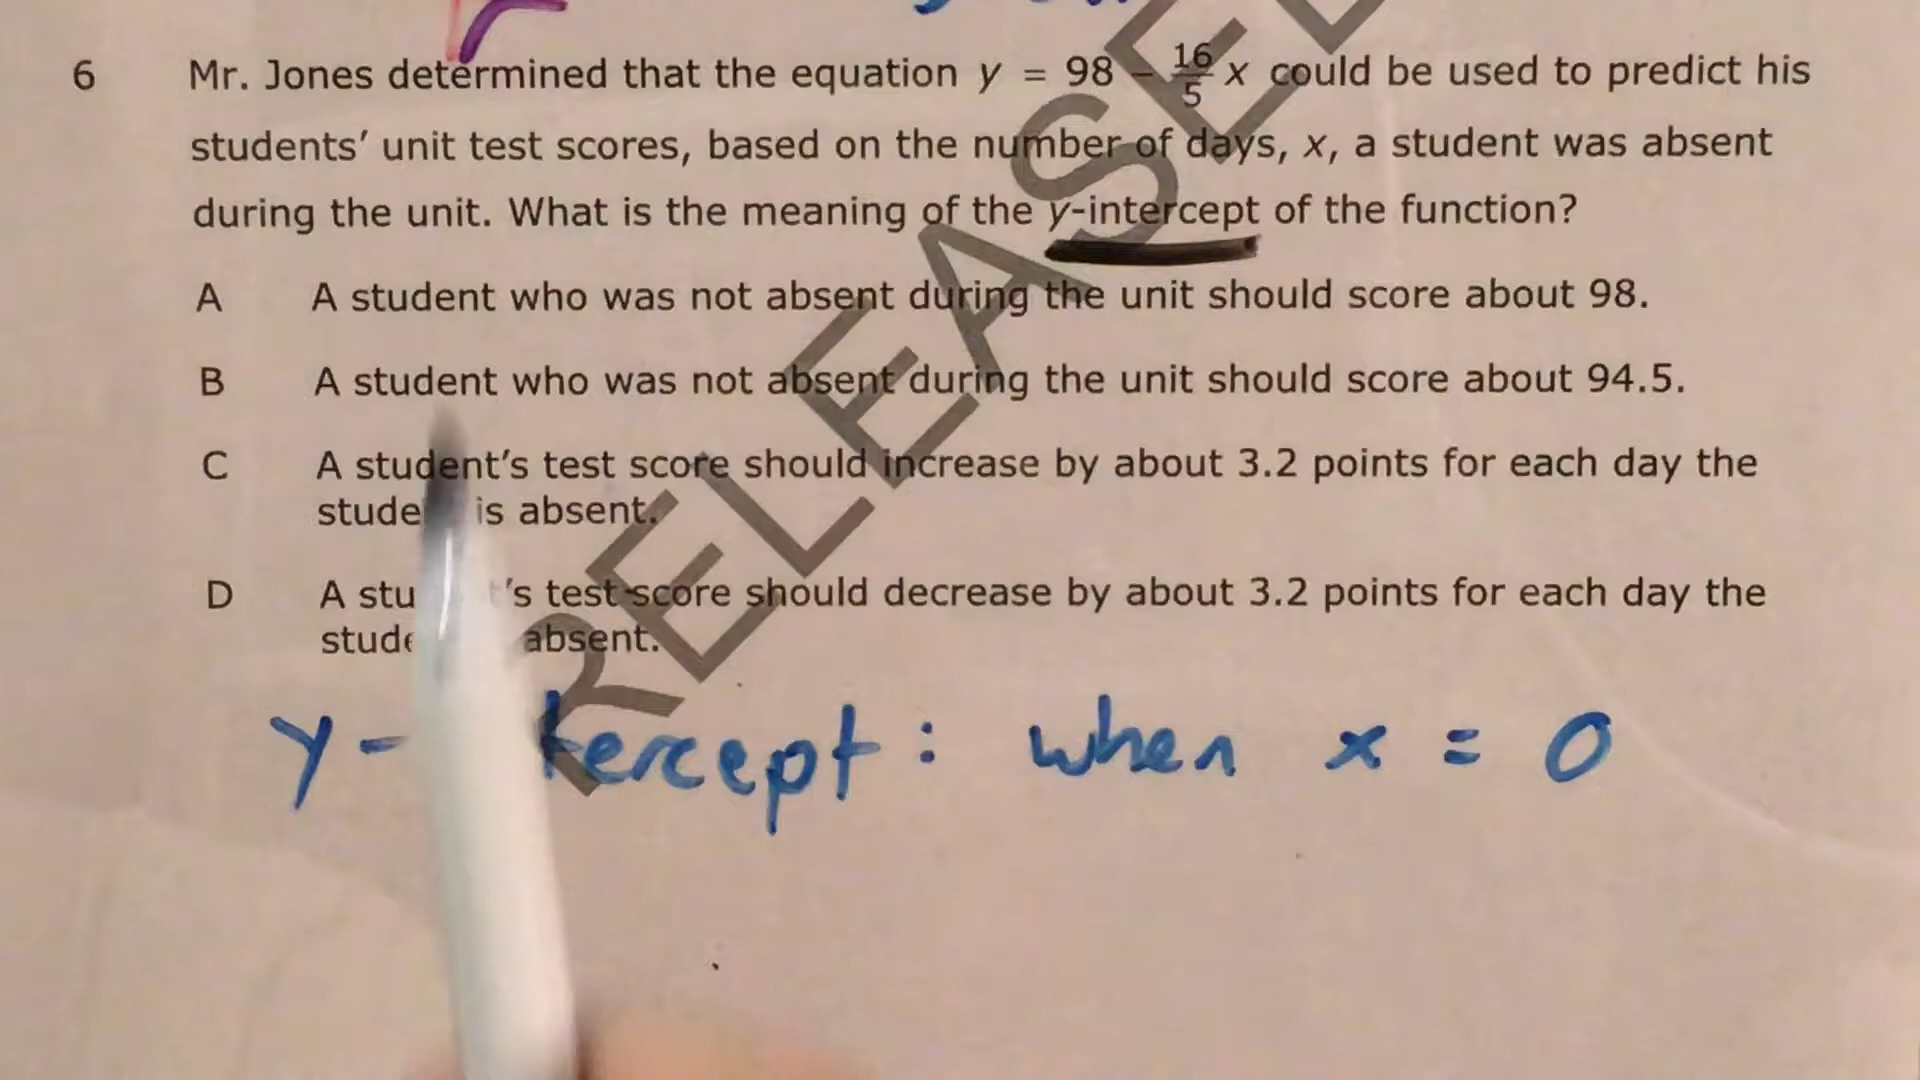 6 Mr. Jones determined that the equation y = 98 - 16/5 x could be used to predict his
students' unit test scores, based on the number of days, x, a student was absent
during the unit. What is the meaning of the y-intercept of the function?
A A student who was not absent during the unit should score about 98.
B A student who was not absent during the unit should score about 94.5.
C A student's test score should increase by about 3.2 points for each day the
stude is absent.
D A stu t's test score should decrease by about 3.2 points for each day the
stude absent.
y- tercept: when x = 0
RELEASED